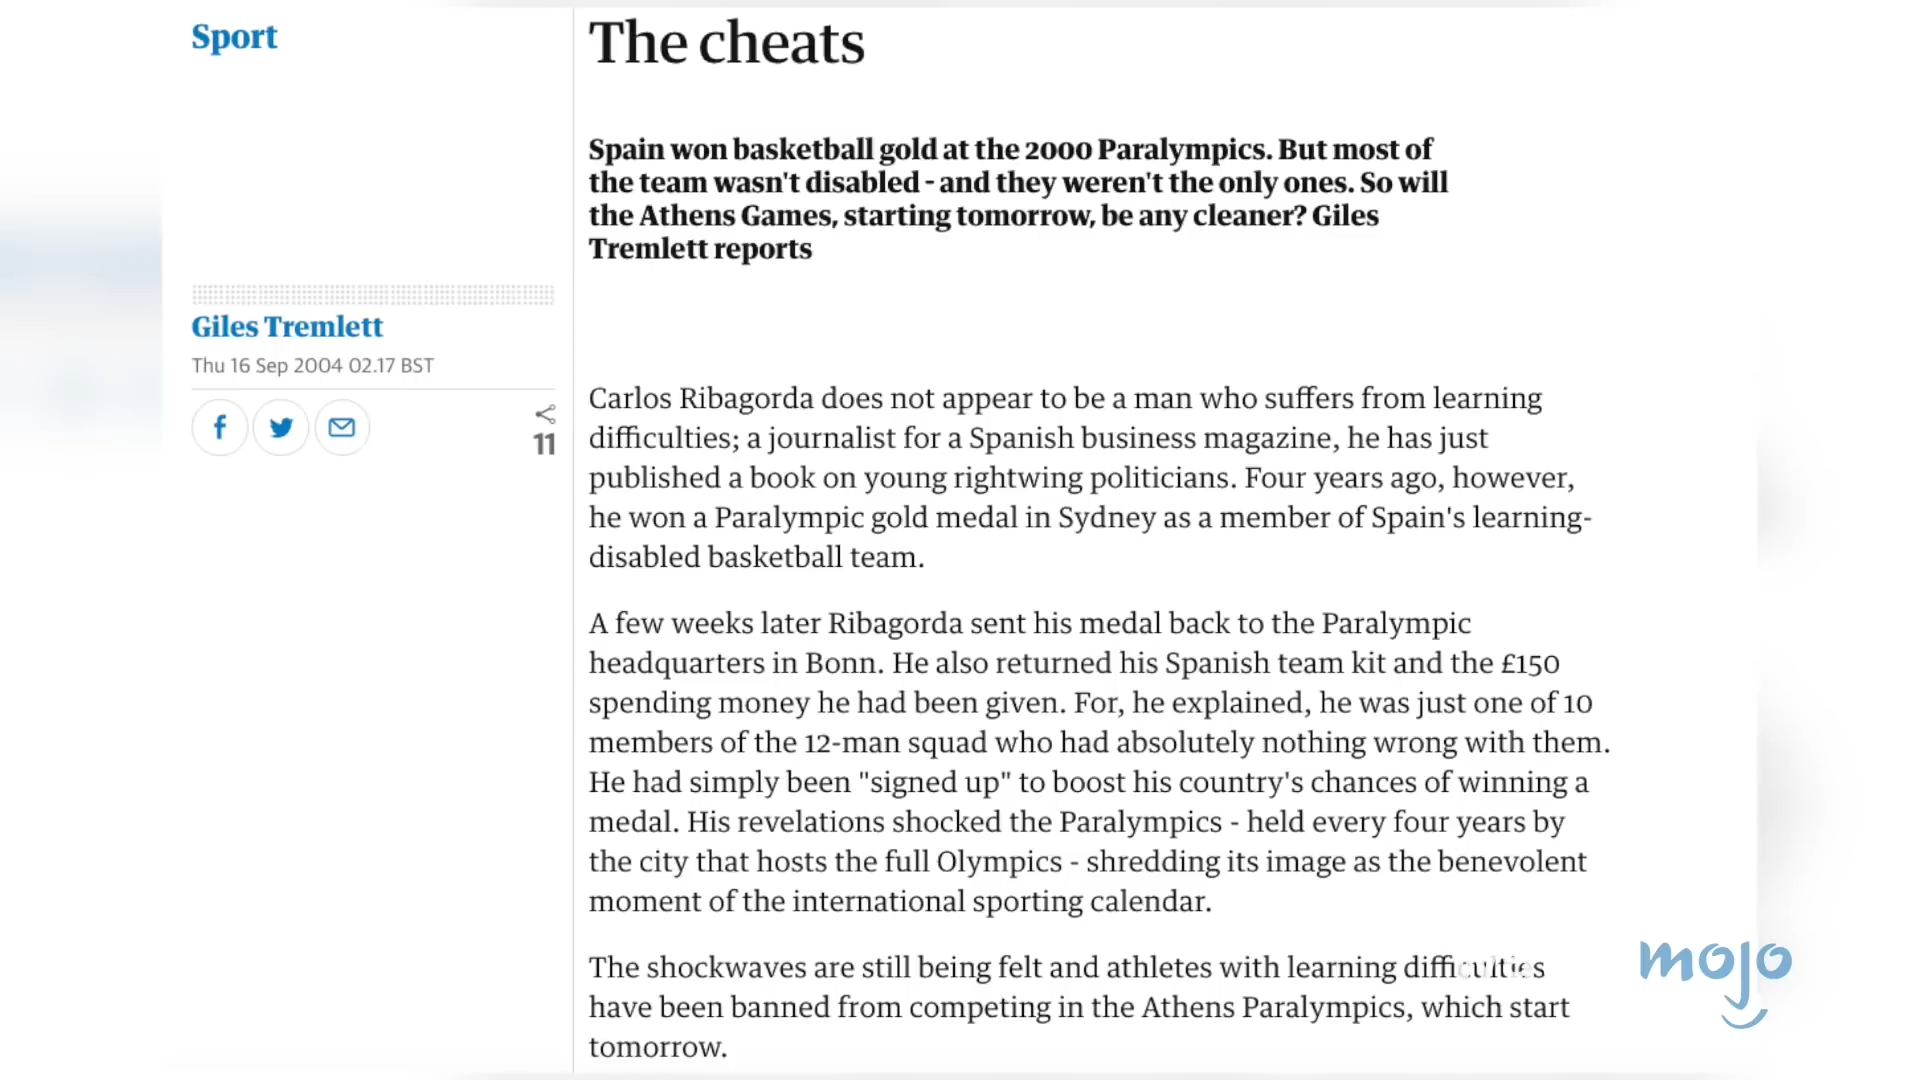 Sport
The cheats
Spain won basketball gold at the 2000 Paralympics. But most of
the team wasn't disabled - and they weren't the only ones. So will
the Athens Games, starting tomorrow, be any cleaner? Giles
Tremlett reports
Giles Tremlett
Thu 16 Sep 2004 02.17 BST
11
Carlos Ribagorda does not appear to be a man who suffers from learning
difficulties; a journalist for a Spanish business magazine, he has just
published a book on young rightwing politicians. Four years ago, however,
he won a Paralympic gold medal in Sydney as a member of Spain's learning-
disabled basketball team.
A few weeks later Ribagorda sent his medal back to the Paralympic
headquarters in Bonn. He also returned his Spanish team kit and the £150
spending money he had been given. For, he explained, he was just one of 10
members of the 12-man squad who had absolutely nothing wrong with them.
He had simply been "signed up" to boost his country's chances of winning a
medal. His revelations shocked the Paralympics - held every four years by
the city that hosts the full Olympics - shredding its image as the benevolent
moment of the international sporting calendar.
The shockwaves are still being felt and athletes with learning difficulties
have been banned from competing in the Athens Paralympics, which start
tomorrow.
mojo